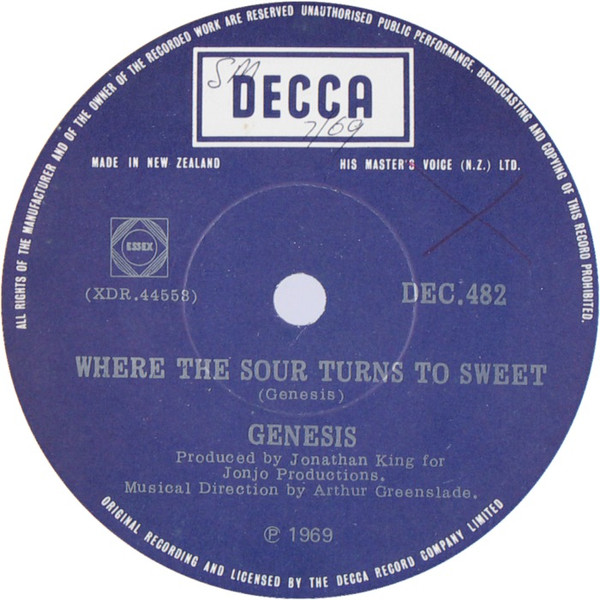 ALL RIGHTS OF THE MANUFACTURER AND OF THE OWNER OF THE RECORDED WORK ARE RESERVED UNAUTHORISED PUBLIC PERFORMANCE, BROADCASTING AND COPYING OF THIS RECORD PROHIBITED.
SM
DECCA
7/69
MADE IN NEW ZEALAND
HIS MASTER'S VOICE (N.Z.) LTD.
ESSEX
(XDR.44558)
DEC.482
WHERE THE SOUR TURNS TO SWEET
(Genesis)
GENESIS
Produced by Jonathan King for
Jonjo Productions.
Musical Direction by Arthur Greenslade.
℗ 1969
ORIGINAL RECORDING AND LICENSED BY THE DECCA RECORD COMPANY LIMITED